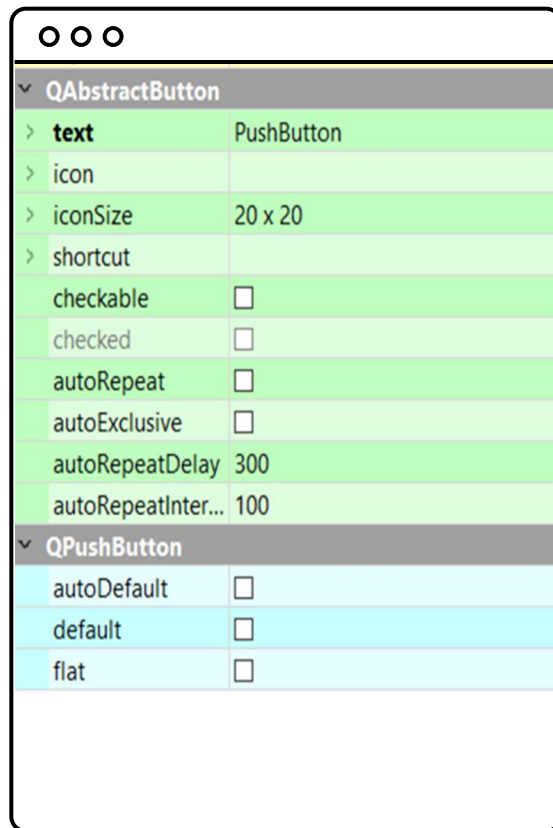 QAbstractButton
text PushButton
icon
iconSize 20 x 20
shortcut
checkable
checked
autoRepeat
autoExclusive
autoRepeatDelay 300
autoRepeatInter... 100
QPushButton
autoDefault
default
flat